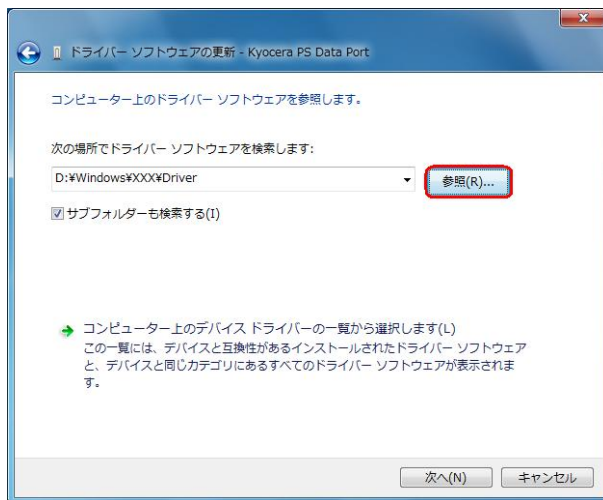 ドライバー ソフトウェアの更新 - Kyocera PS Data Port
コンピューター上のドライバー ソフトウェアを参照します。
次の場所でドライバー ソフトウェアを検索します:
D:¥Windows¥XXX¥Driver
参照(R)...
サブフォルダーも検索する(I)
コンピューター上のデバイス ドライバーの一覧から選択します(L)
この一覧には、デバイスと互換性があるインストールされたドライバー ソフトウェア
と、デバイスと同じカテゴリにあるすべてのドライバー ソフトウェアが表示されま
す。
次へ(N)
キャンセル